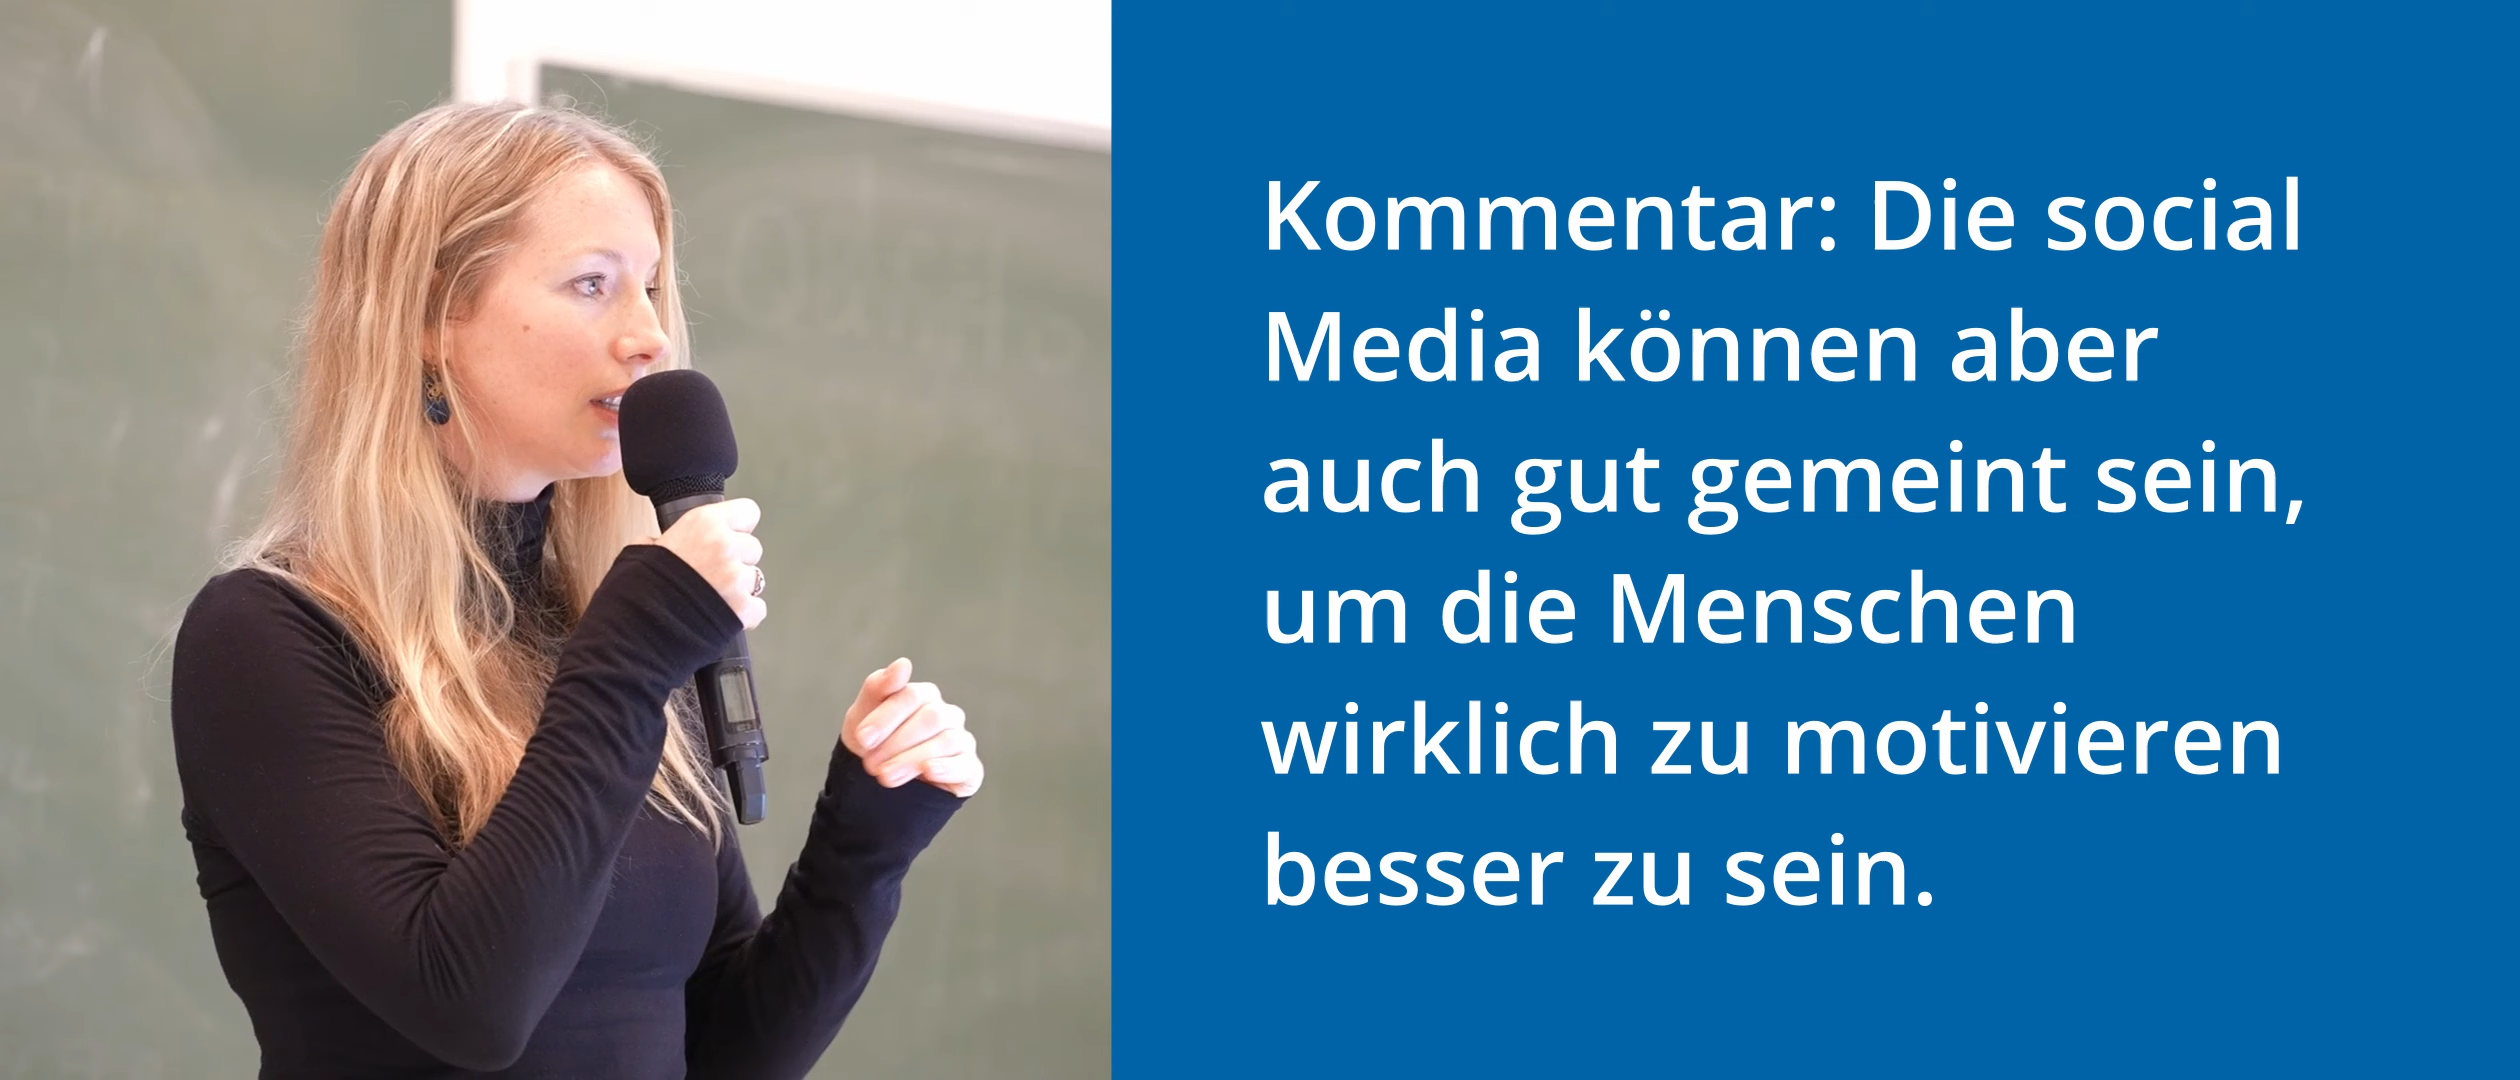 Kommentar: Die social
Media können aber
auch gut gemeint sein,
um die Menschen
wirklich zu motivieren
besser zu sein.